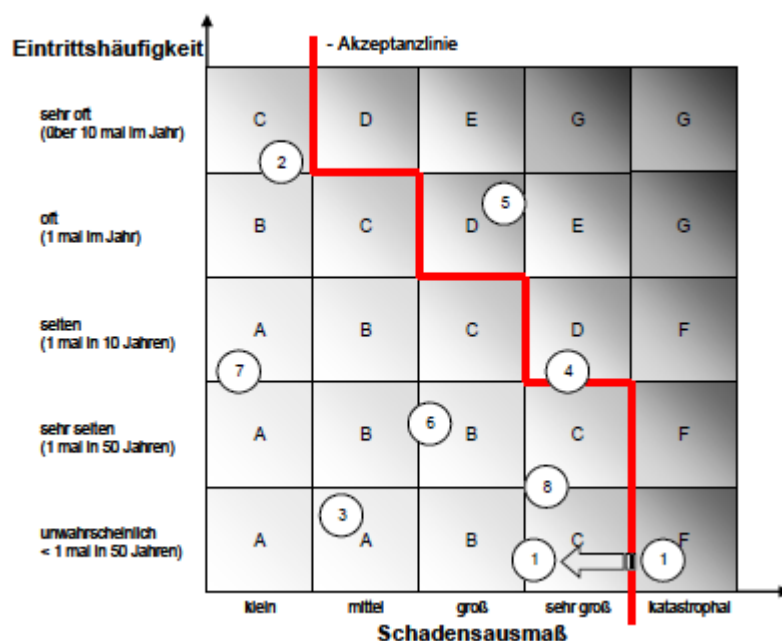 Eintrittshäufigkeit
- Akzeptanzlinie
sehr oft
(über 10 mal im Jahr)
C D E G G
2
oft
(1 mal im Jahr)
5
B C D E G
selten
(1 mal in 10 Jahren)
A B C D F
7 4
sehr selten
(1 mal in 50 Jahren)
6
A B B C F
8
unwahrscheinlich
< 1 mal in 50 Jahren)
3
A A B C F
1 1
klein mittel groß sehr groß katastrophal
Schadensausmaß